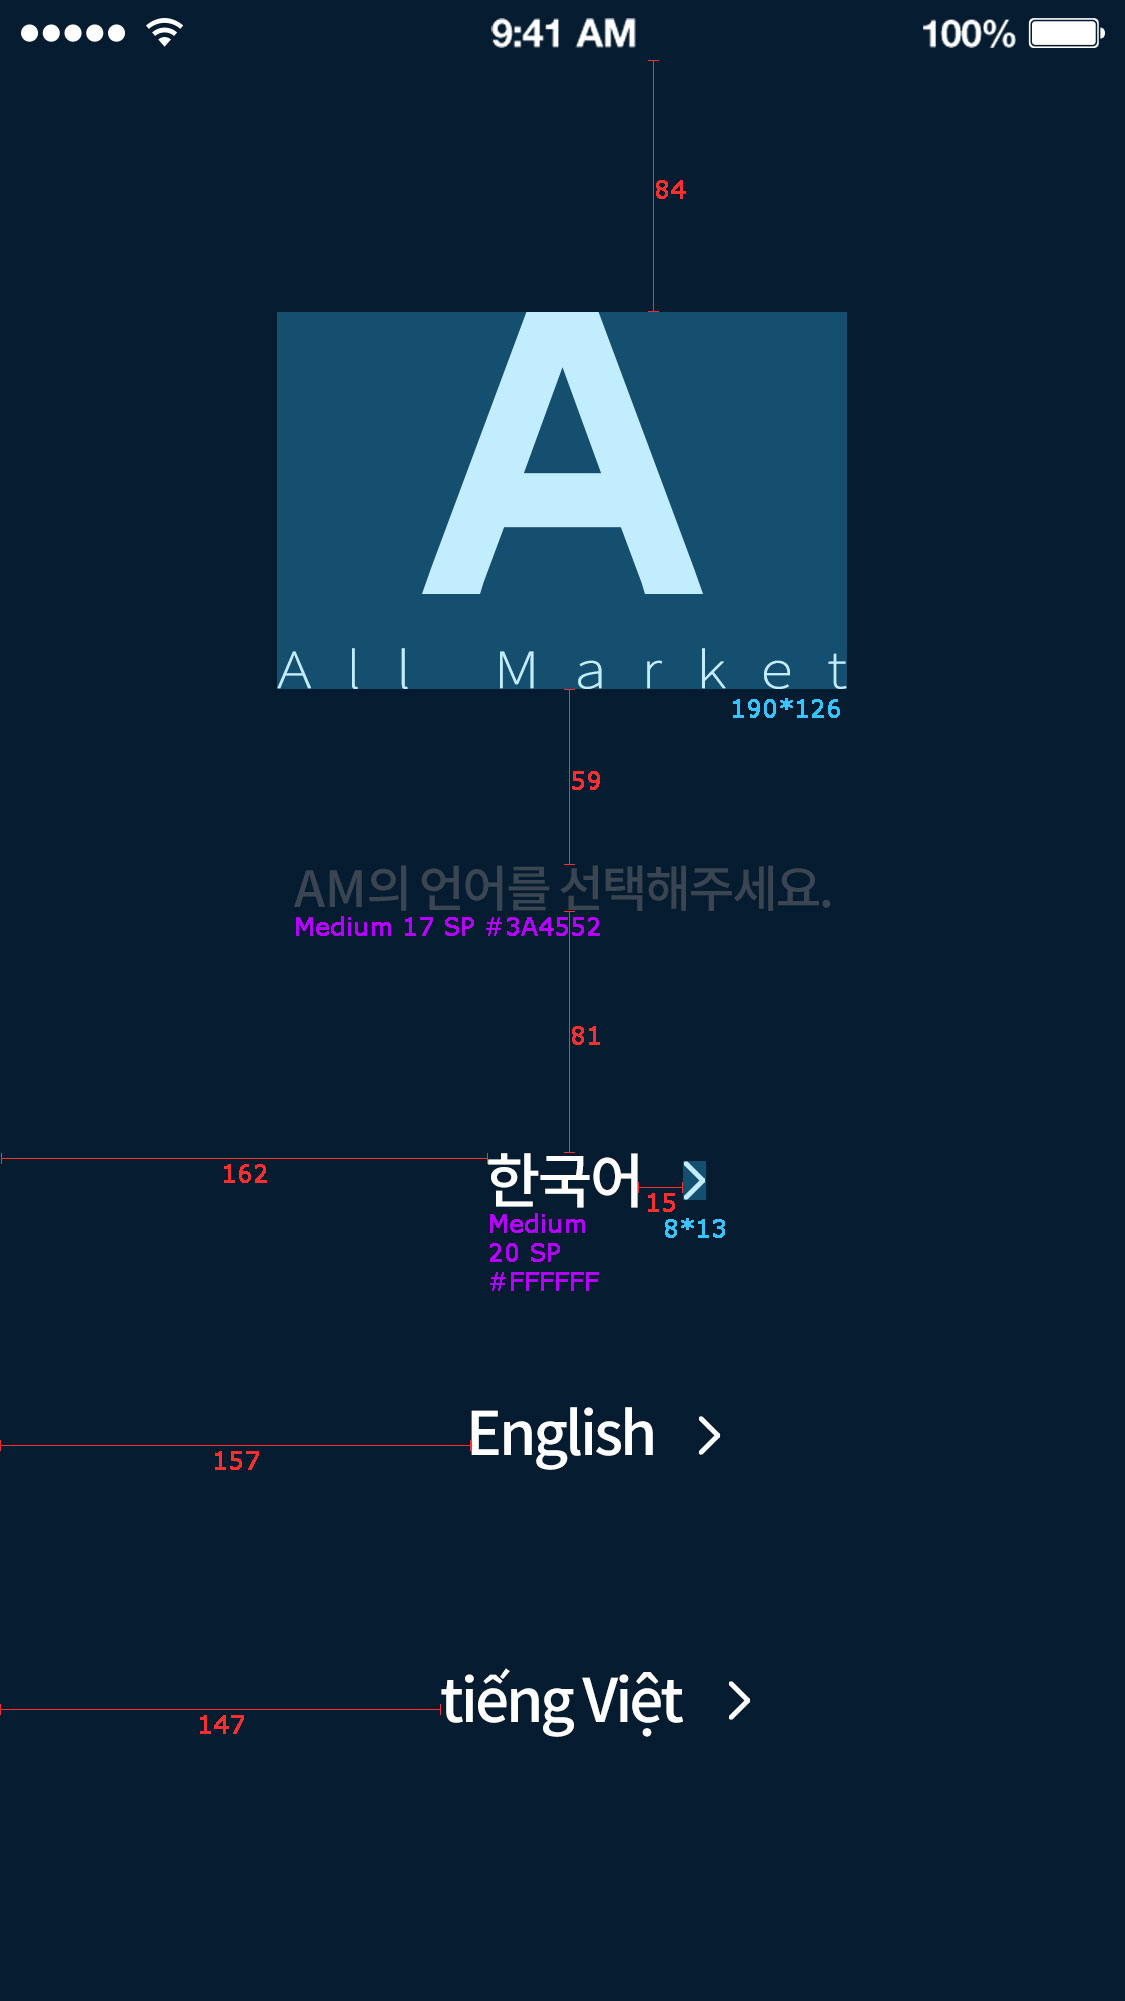 9:41 AM 100%
84
A
All Market
190*126
59
AM의 언어를 선택해주세요.
Medium 17 SP #3A4552
81
162
한국어
15
8*13
Medium
20 SP
#FFFFFF
English
157
tiếng Việt
147